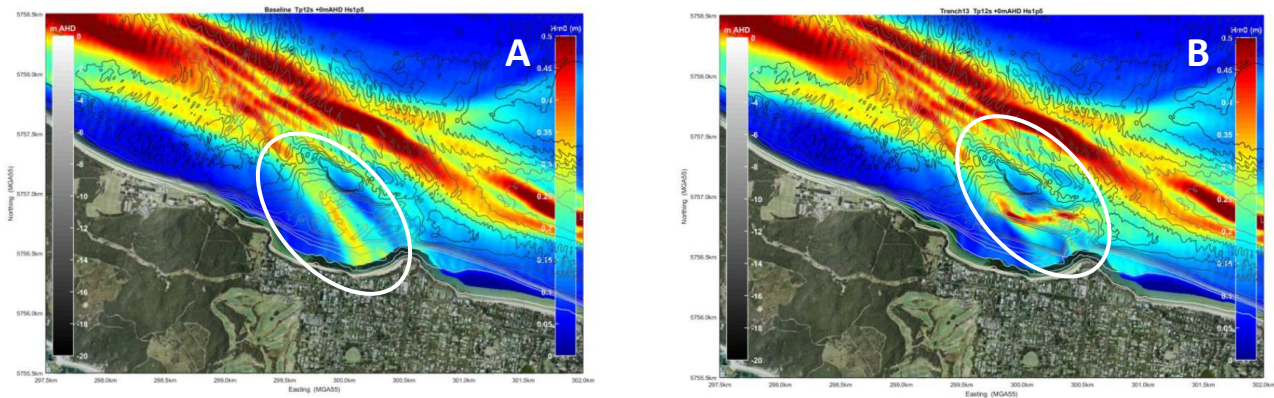 Baseline Tp12s +0mAHD Hs1p5
5758.5km
5758.0km
5757.5km
5757.0km
5756.5km
5756.0km
5755.5km
Northing (MGA55)
m AHD
0
-2
-4
-6
-8
-10
-12
-14
-16
-18
-20
A
Hm0 (m)
0.5
0.45
0.4
0.35
0.3
0.25
0.2
0.15
0.1
0.05
0
297.5km 298.0km 298.5km 299.0km 299.5km 300.0km 300.5km 301.0km 301.5km 302.0km
Easting (MGA55)
Trench13 Tp12s +0mAHD Hs1p5
5758.5km
5758.0km
5757.5km
5757.0km
5756.5km
5756.0km
5755.5km
Northing (MGA55)
m AHD
0
-2
-4
-6
-8
-10
-12
-14
-16
-18
-20
B
Hm0 (m)
0.5
0.45
0.4
0.35
0.3
0.2
0.15
0.1
0.05
0
297.5km 298.0km 298.5km 299.0km 299.5km 300.0km 300.5km 301.0km 301.5km 302.0km
Easting (MGA55)